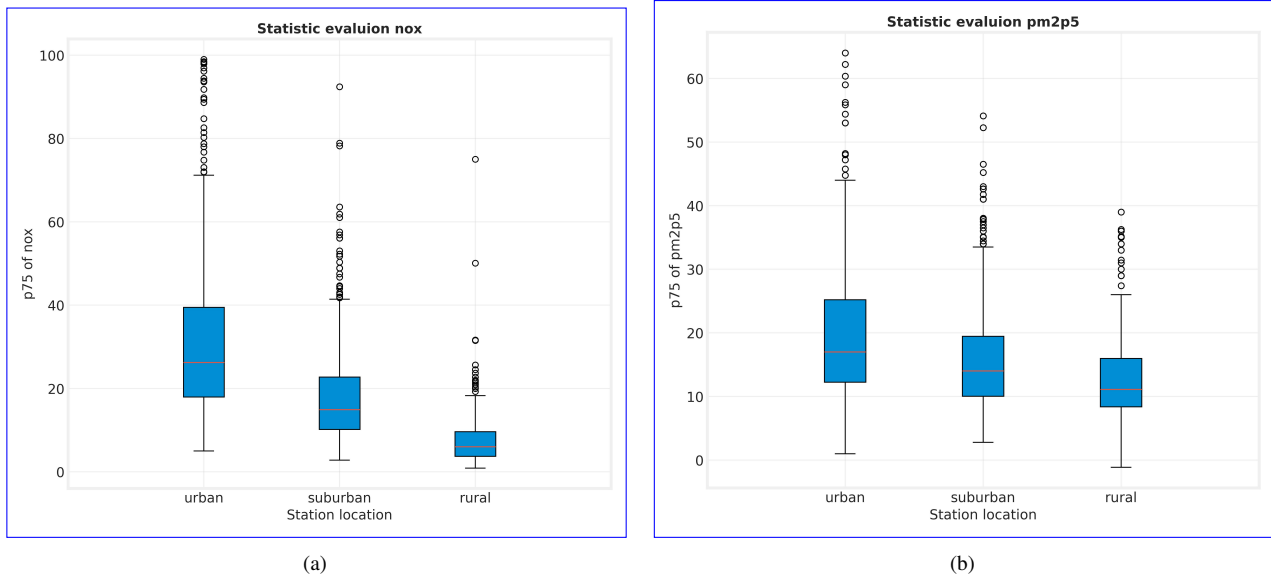 Statistic evaluion nox
100
80
60
40
20
0
p75 of nox
urban suburban rural
Station location
(a)
Statistic evaluion pm2p5
60
50
40
30
20
10
0
p75 of pm2p5
urban suburban rural
Station location
(b)